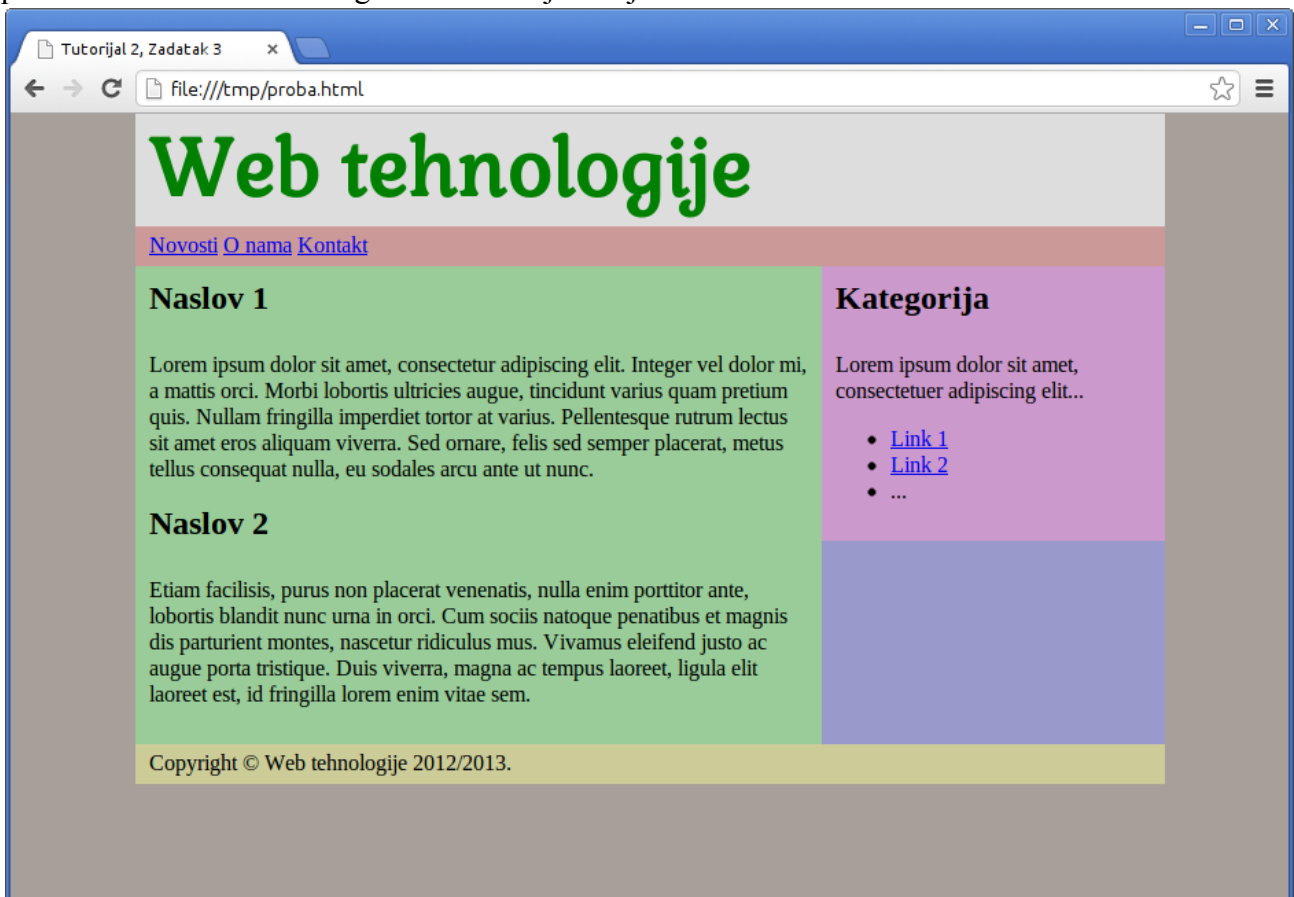 Tutorijal 2, Zadatak 3
file:///tmp/proba.html
Web tehnologije
Novosti O nama Kontakt
Naslov 1
Lorem ipsum dolor sit amet, consectetur adipiscing elit. Integer vel dolor mi,
a mattis orci. Morbi lobortis ultricies augue, tincidunt varius quam pretium
quis. Nullam fringilla imperdiet tortor at varius. Pellentesque rutrum lectus
sit amet eros aliquam viverra. Sed ornare, felis sed semper placerat, metus
tellus consequat nulla, eu sodales arcu ante ut nunc.
Naslov 2
Etiam facilisis, purus non placerat venenatis, nulla enim porttitor ante,
lobortis blandit nunc urna in orci. Cum sociis natoque penatibus et magnis
dis parturient montes, nascetur ridiculus mus. Vivamus eleifend justo ac
augue porta tristique. Duis viverra, magna ac tempus laoreet, ligula elit
laoreet est, id fringilla lorem enim vitae sem.
Kategorija
Lorem ipsum dolor sit amet,
consectetuer adipiscing elit...
• Link 1
• Link 2
• ...
Copyright © Web tehnologije 2012/2013.